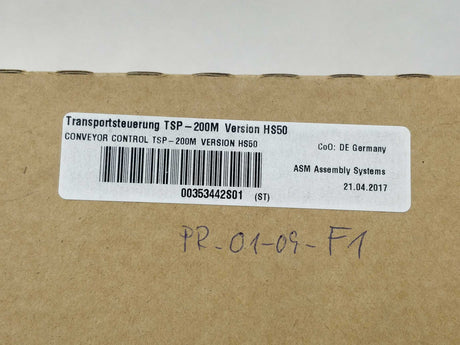 Transportsteuerung TSP-200M Version HS50
CONVEYOR CONTROL TSP-200M VERSION HS50
CoO: DE Germany
ASM Assembly Systems
00353442S01 (ST)
21.04.2017
PR-01-09-F1